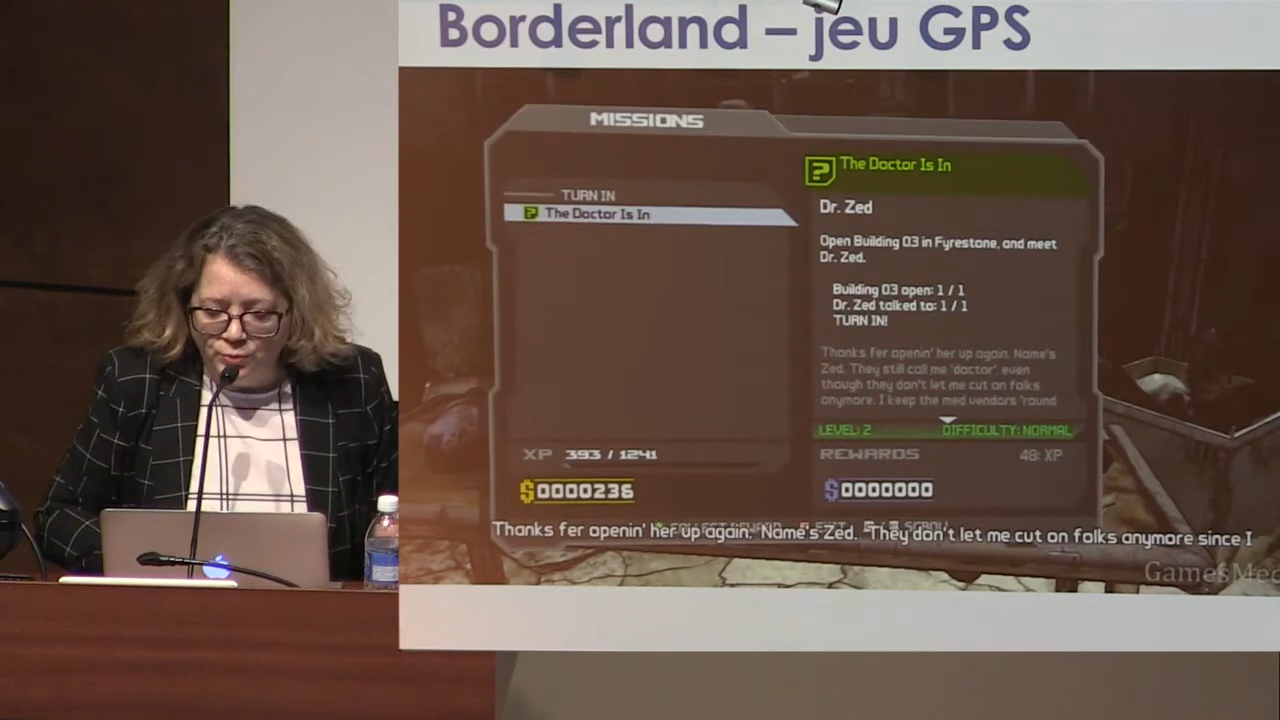 Borderland – jeu GPS
MISSIONS
TURN IN
The Doctor Is In
XP 393 / 1241
$0000236
The Doctor Is In
Dr. Zed
Open Building 03 in Fyrestone, and meet
Dr. Zed.
Building 03 open: 1 / 1
Dr. Zed talked to: 1 / 1
TURN IN!
Thanks fer openin' her up again. Name's
Zed. They still call me 'doctor', even
though they don't let me cut on folks
anymore. I keep the med vendors 'round
LEVEL: 2 DIFFICULTY: NORMAL
REWARDS 48: XP
$0000000
Thanks fer openin' her up again. Name's Zed. They don't let me cut on folks anymore since I
GamesMed